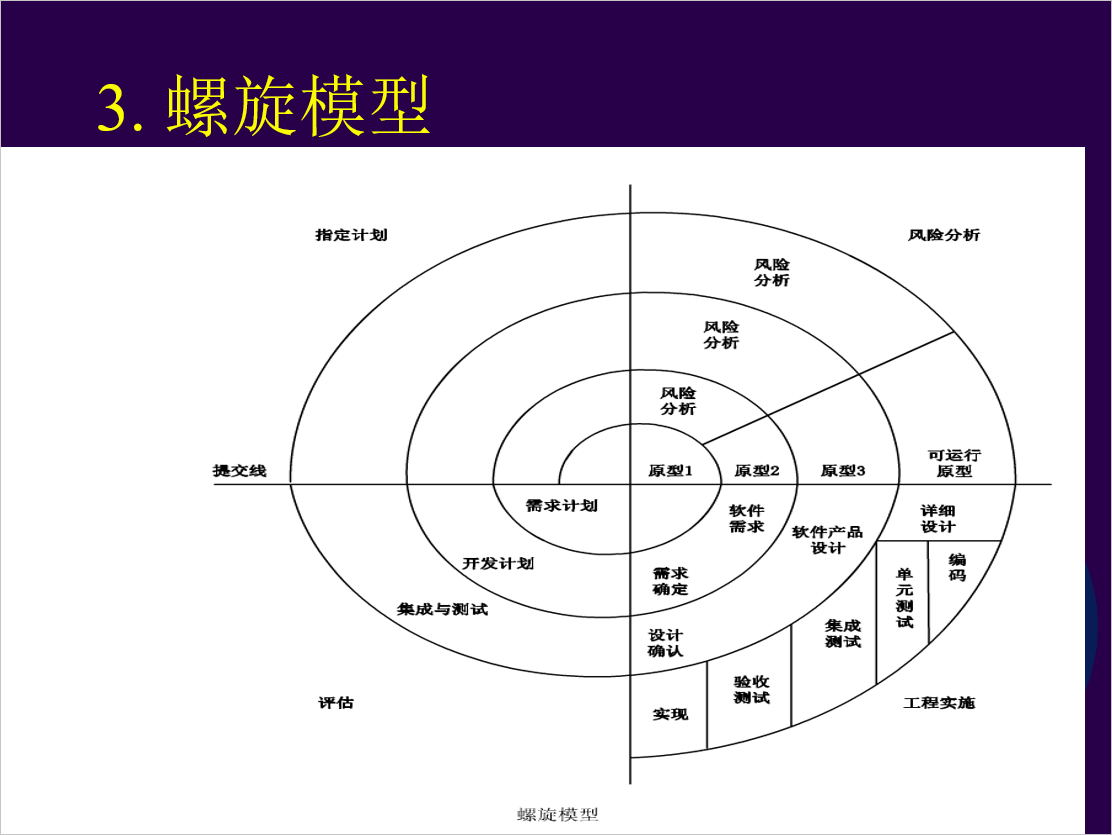 3. 螺旋模型
指定计划
风险分析
风险
分析
风险
分析
风险
分析
提交线
原型1
原型2
原型3
可运行
原型
需求计划
软件
需求
软件产品
设计
详细
设计
开发计划
需求
确定
单
元
测
试
编
码
集成与测试
设计
确认
集成
测试
验收
测试
实现
评估
工程实施
螺旋模型